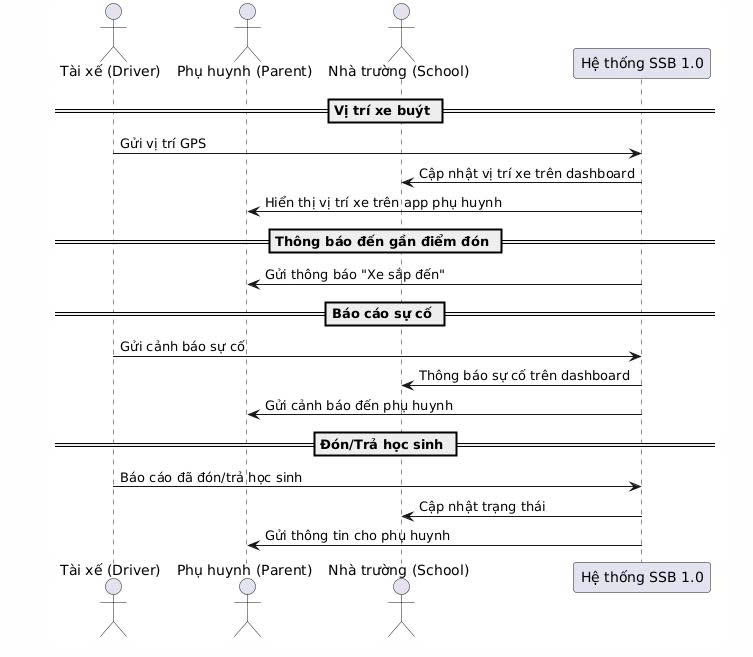 Tài xế (Driver) Phụ huynh (Parent) Nhà trường (School) Hệ thống SSB 1.0
Vị trí xe buýt
Gửi vị trí GPS
Cập nhật vị trí xe trên dashboard
Hiển thị vị trí xe trên app phụ huynh
Thông báo đến gần điểm đón
Gửi thông báo "Xe sắp đến"
Báo cáo sự cố
Gửi cảnh báo sự cố
Thông báo sự cố trên dashboard
Gửi cảnh báo đến phụ huynh
Đón/Trả học sinh
Báo cáo đã đón/trả học sinh
Cập nhật trạng thái
Gửi thông tin cho phụ huynh
Tài xế (Driver) Phụ huynh (Parent) Nhà trường (School) Hệ thống SSB 1.0